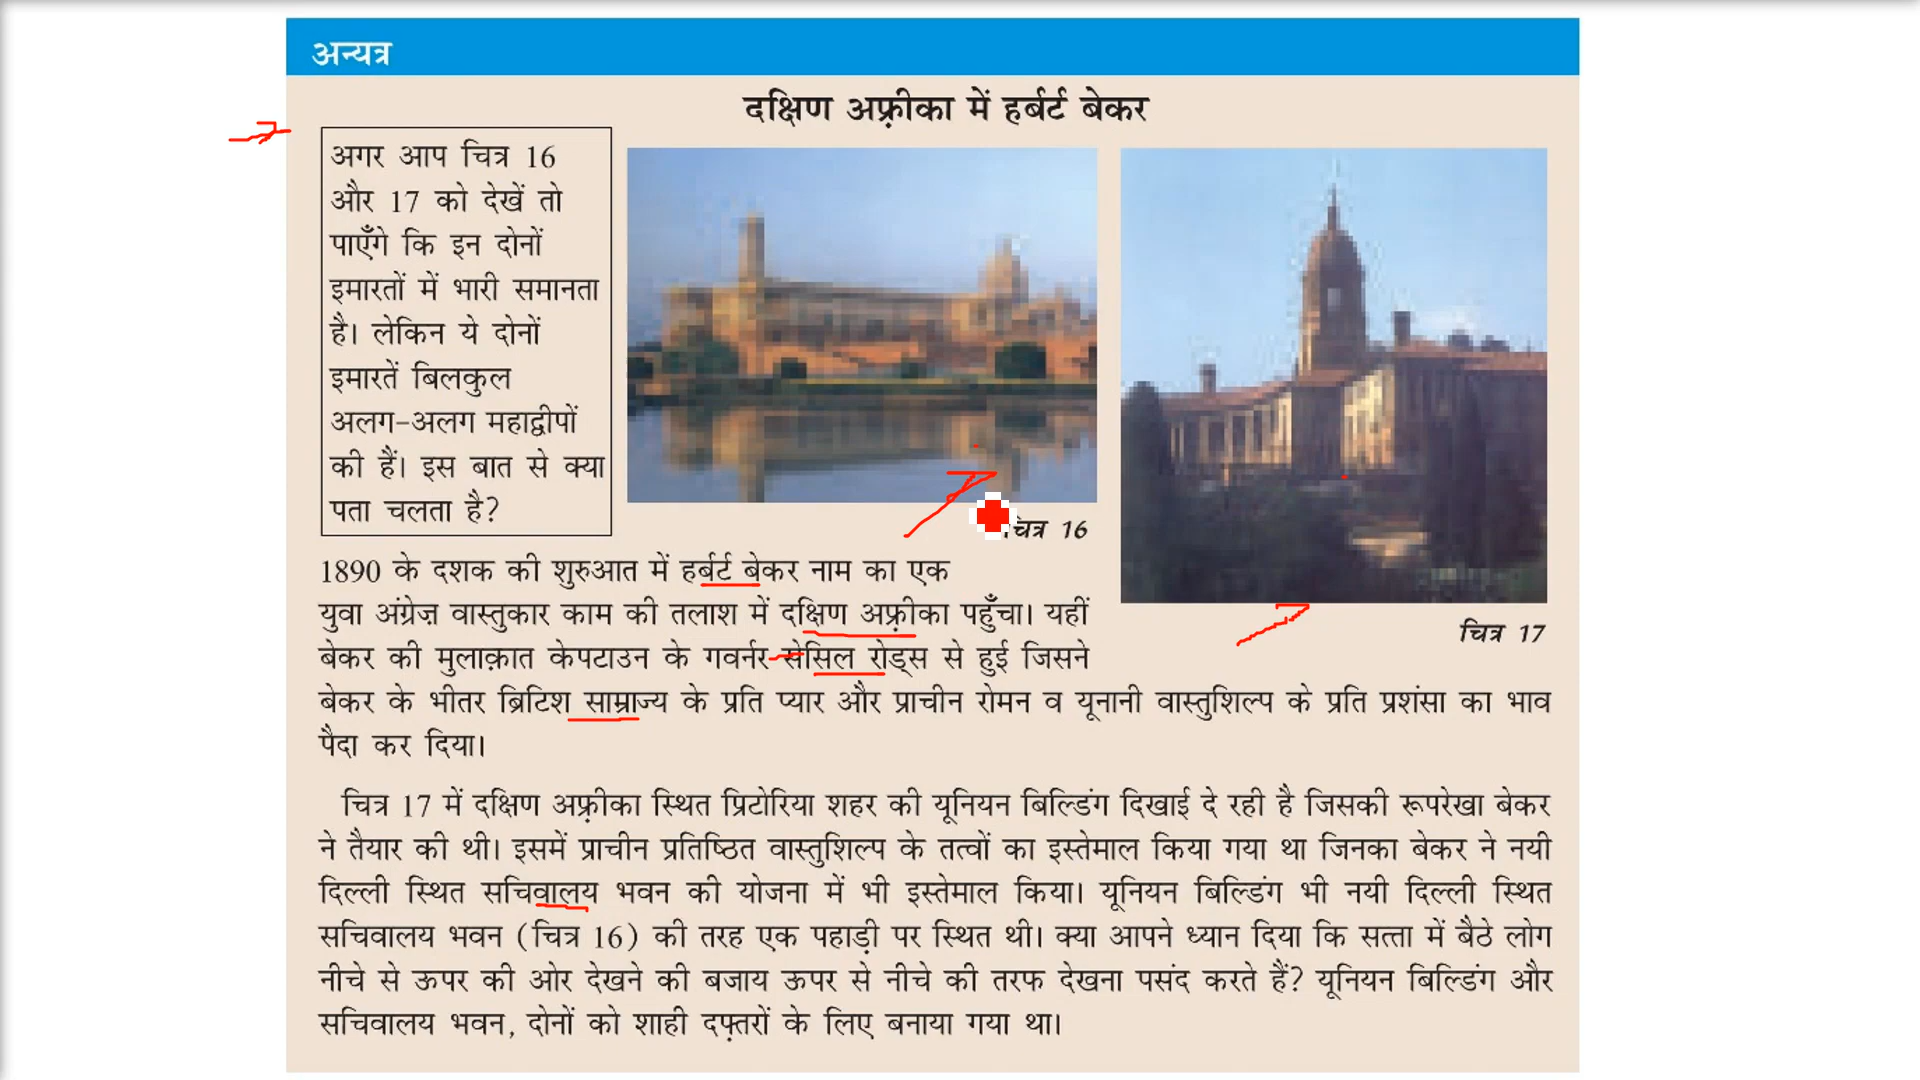 अन्यत्र
दक्षिण अफ़्रीका में हर्बर्ट बेकर
अगर आप चित्र 16
और 17 को देखें तो
पाएँगे कि इन दोनों
इमारतों में भारी समानता
है। लेकिन ये दोनों
इमारतें बिलकुल
अलग-अलग महाद्वीपों
की हैं। इस बात से क्या
पता चलता है?
चित्र 16
चित्र 17
1890 के दशक की शुरुआत में हर्बर्ट बेकर नाम का एक
युवा अंग्रेज़ वास्तुकार काम की तलाश में दक्षिण अफ़्रीका पहुँचा। यहीं
बेकर की मुलाक़ात केपटाउन के गवर्नर सेसिल रोड्स से हुई जिसने
बेकर के भीतर ब्रिटिश साम्राज्य के प्रति प्यार और प्राचीन रोमन व यूनानी वास्तुशिल्प के प्रति प्रशंसा का भाव
पैदा कर दिया।
चित्र 17 में दक्षिण अफ़्रीका स्थित प्रिटोरिया शहर की यूनियन बिल्डिंग दिखाई दे रही है जिसकी रूपरेखा बेकर
ने तैयार की थी। इसमें प्राचीन प्रतिष्ठित वास्तुशिल्प के तत्वों का इस्तेमाल किया गया था जिनका बेकर ने नयी
दिल्ली स्थित सचिवालय भवन की योजना में भी इस्तेमाल किया। यूनियन बिल्डिंग भी नयी दिल्ली स्थित
सचिवालय भवन (चित्र 16) की तरह एक पहाड़ी पर स्थित थी। क्या आपने ध्यान दिया कि सत्ता में बैठे लोग
नीचे से ऊपर की ओर देखने की बजाय ऊपर से नीचे की तरफ देखना पसंद करते हैं? यूनियन बिल्डिंग और
सचिवालय भवन, दोनों को शाही दफ़्तरों के लिए बनाया गया था।